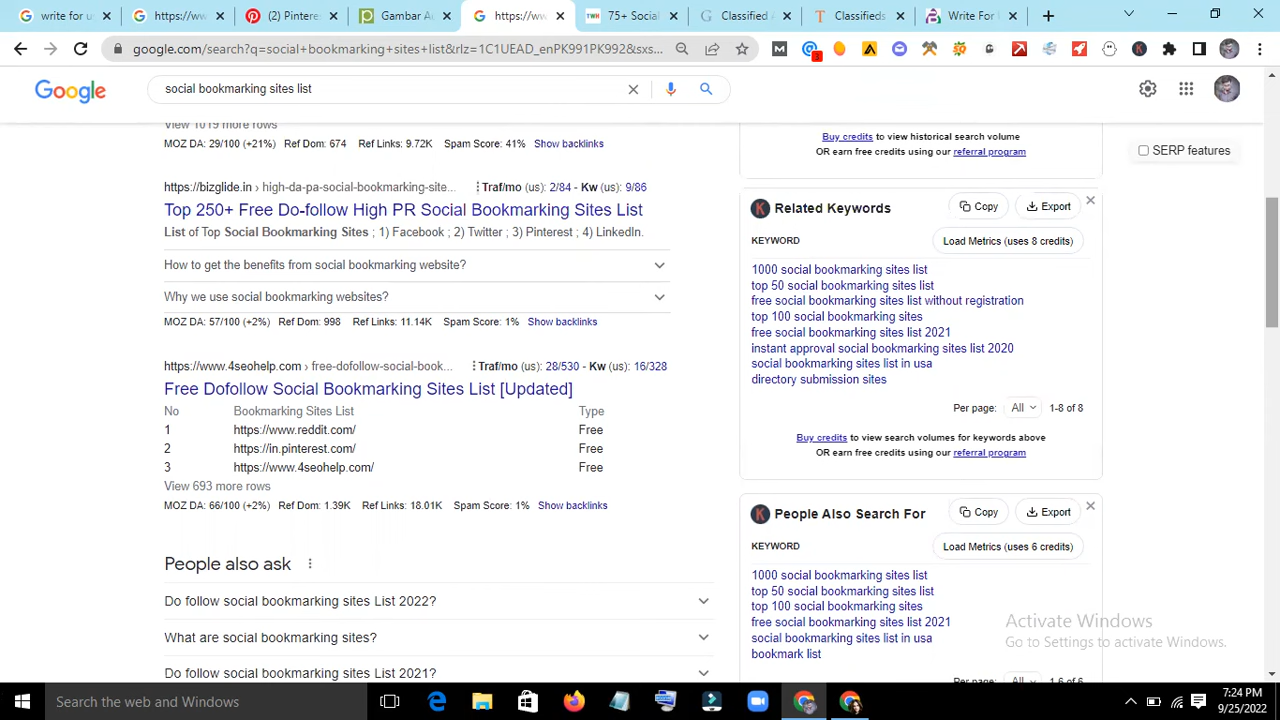 write for u
https://ww
(2) Pinteres
Gambar A
https://ww
75+ Social
Classified A
Classifieds
Write For
google.com/search?q=social+bookmarking+sites+list&rlz=1C1UEAD_enPK991PK992&sxs...
3
Google
social bookmarking sites list
View 1019 more rows
MOZ DA: 29/100 (+21%) Ref Dom: 674 Ref Links: 9.72K Spam Score: 41% Show backlinks
https://bizglide.in › high-da-pa-social-bookmarking-site... Traf/mo (us): 2/84 - Kw (us): 9/86
Top 250+ Free Do-follow High PR Social Bookmarking Sites List
List of Top Social Bookmarking Sites ; 1) Facebook ; 2) Twitter ; 3) Pinterest ; 4) LinkedIn.
How to get the benefits from social bookmarking website?
Why we use social bookmarking websites?
MOZ DA: 57/100 (+2%) Ref Dom: 998 Ref Links: 11.14K Spam Score: 1% Show backlinks
https://www.4seohelp.com › free-dofollow-social-book... Traf/mo (us): 28/530 - Kw (us): 16/328
Free Dofollow Social Bookmarking Sites List [Updated]
No Bookmarking Sites List Type
1 https://www.reddit.com/ Free
2 https://in.pinterest.com/ Free
3 https://www.4seohelp.com/ Free
View 693 more rows
MOZ DA: 66/100 (+2%) Ref Dom: 1.39K Ref Links: 18.01K Spam Score: 1% Show backlinks
People also ask
Do follow social bookmarking sites List 2022?
What are social bookmarking sites?
Do follow social bookmarking sites List 2021?
Buy credits to view historical search volume
OR earn free credits using our referral program
Related Keywords Copy Export
KEYWORD Load Metrics (uses 8 credits)
1000 social bookmarking sites list
top 50 social bookmarking sites list
free social bookmarking sites list without registration
top 100 social bookmarking sites
free social bookmarking sites list 2021
instant approval social bookmarking sites list 2020
social bookmarking sites list in usa
directory submission sites
Per page: All 1-8 of 8
Buy credits to view search volumes for keywords above
OR earn free credits using our referral program
People Also Search For Copy Export
KEYWORD Load Metrics (uses 6 credits)
1000 social bookmarking sites list
top 50 social bookmarking sites list
top 100 social bookmarking sites
free social bookmarking sites list 2021
social bookmarking sites list in usa
bookmark list
Per page: All 1-6 of 6
SERP features
Activate Windows
Go to Settings to activate Windows.
Search the web and Windows
7:24 PM
9/25/2022